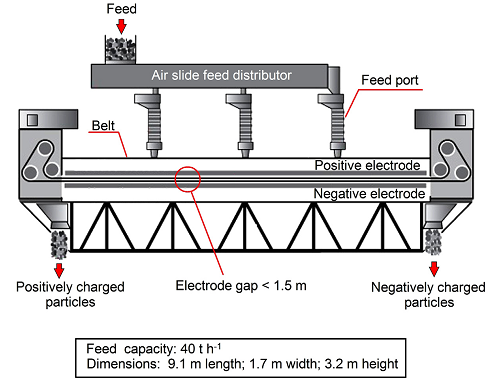 Feed
Air slide feed distributor
Feed port
Belt
Positive electrode
Negative electrode
Positively charged
particles
Electrode gap < 1.5 m
Negatively charged
particles
Feed capacity: 40 t h-1
Dimensions: 9.1 m length; 1.7 m width; 3.2 m height